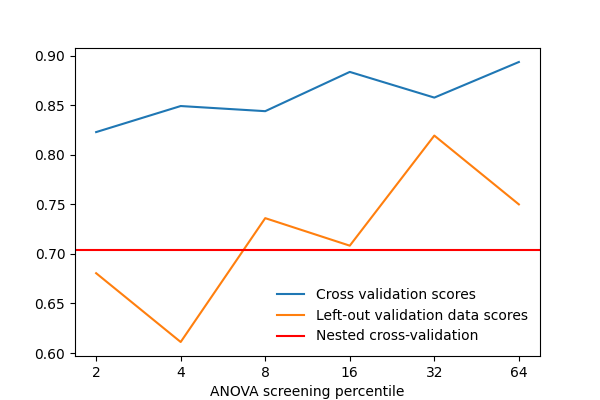 0.90
0.85
0.80
0.75
0.70
0.65
0.60
Cross validation scores
Left-out validation data scores
Nested cross-validation
2 4 8 16 32 64
ANOVA screening percentile